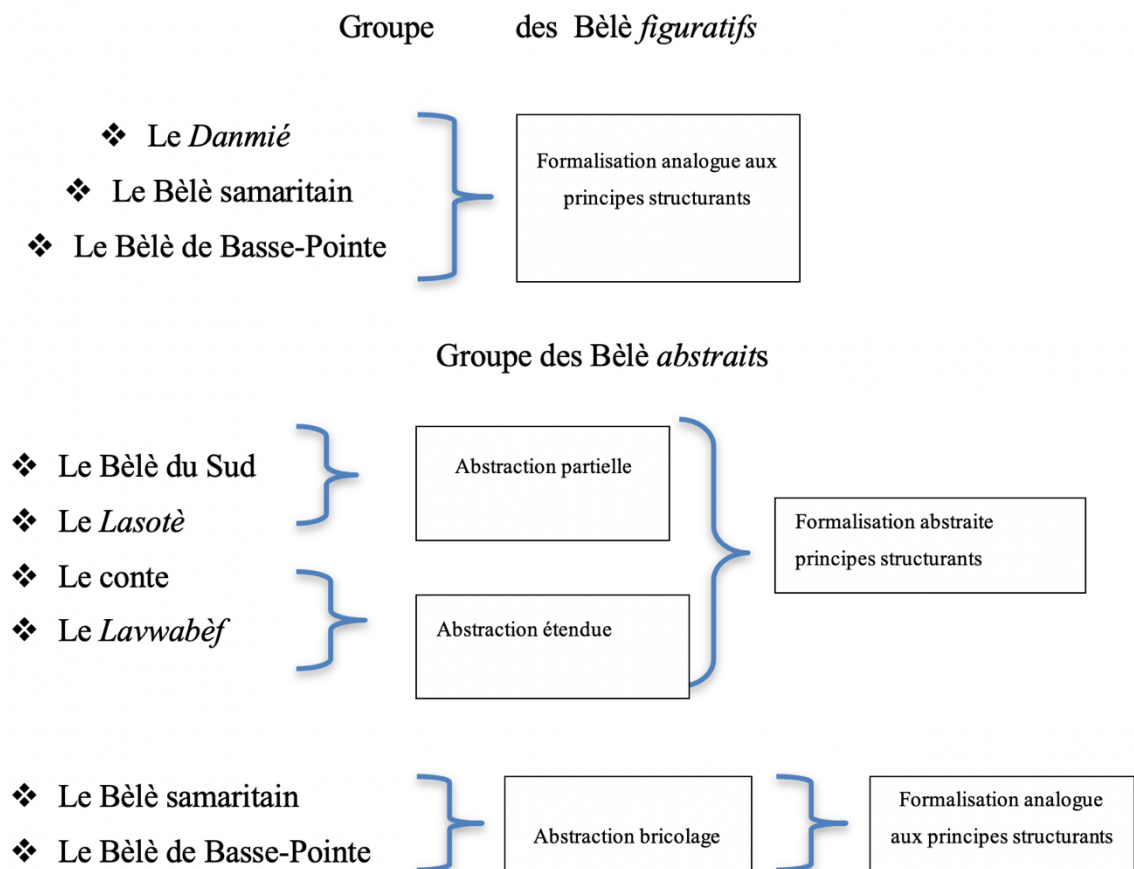 Groupe des Bèlè figuratifs
❖ Le Danmié
❖ Le Bèlè samaritain
❖ Le Bèlè de Basse-Pointe
Formalisation analogue aux
principes structurants
Groupe des Bèlè abstraits
❖ Le Bèlè du Sud
❖ Le Lasotè
❖ Le conte
❖ Le Lavwabèf
Abstraction partielle
Abstraction étendue
Formalisation abstraite
principes structurants
❖ Le Bèlè samaritain
❖ Le Bèlè de Basse-Pointe
Abstraction bricolage
Formalisation analogue
aux principes structurants